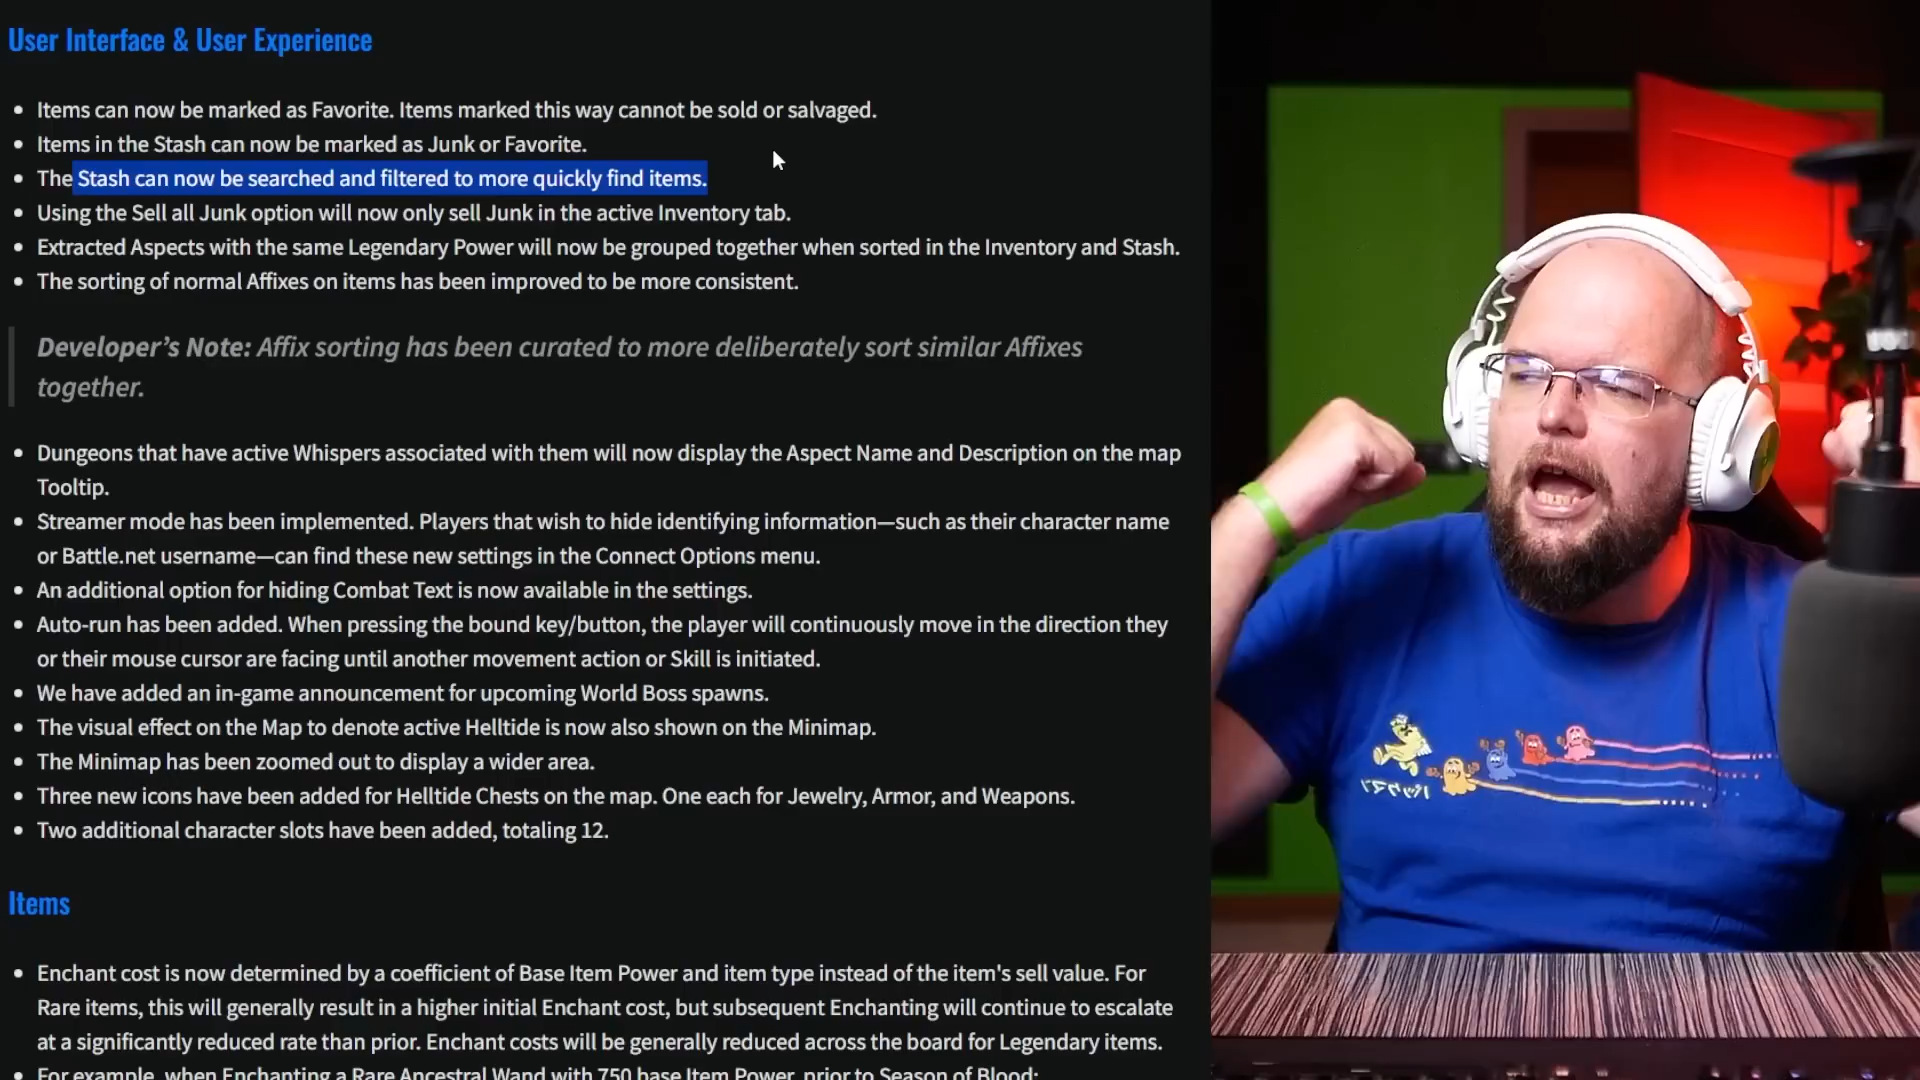 User Interface & User Experience
Items can now be marked as Favorite. Items marked this way cannot be sold or salvaged.
Items in the Stash can now be marked as Junk or Favorite.
The Stash can now be searched and filtered to more quickly find items.
Using the Sell all Junk option will now only sell Junk in the active Inventory tab.
Extracted Aspects with the same Legendary Power will now be grouped together when sorted in the Inventory and Stash.
The sorting of normal Affixes on items has been improved to be more consistent.
Developer’s Note: Affix sorting has been curated to more deliberately sort similar Affixes
together.
Dungeons that have active Whispers associated with them will now display the Aspect Name and Description on the map
Tooltip.
Streamer mode has been implemented. Players that wish to hide identifying information—such as their character name
or Battle.net username—can find these new settings in the Connect Options menu.
An additional option for hiding Combat Text is now available in the settings.
Auto-run has been added. When pressing the bound key/button, the player will continuously move in the direction they
or their mouse cursor are facing until another movement action or Skill is initiated.
We have added an in-game announcement for upcoming World Boss spawns.
The visual effect on the Map to denote active Helltide is now also shown on the Minimap.
The Minimap has been zoomed out to display a wider area.
Three new icons have been added for Helltide Chests on the map. One each for Jewelry, Armor, and Weapons.
Two additional character slots have been added, totaling 12.
Items
Enchant cost is now determined by a coefficient of Base Item Power and item type instead of the item's sell value. For
Rare items, this will generally result in a higher initial Enchant cost, but subsequent Enchanting will continue to escalate
at a significantly reduced rate than prior. Enchant costs will be generally reduced across the board for Legendary items.
For example, when Enchanting a Rare Ancestral Wand with 750 base Item Power, prior to Season of Blood: